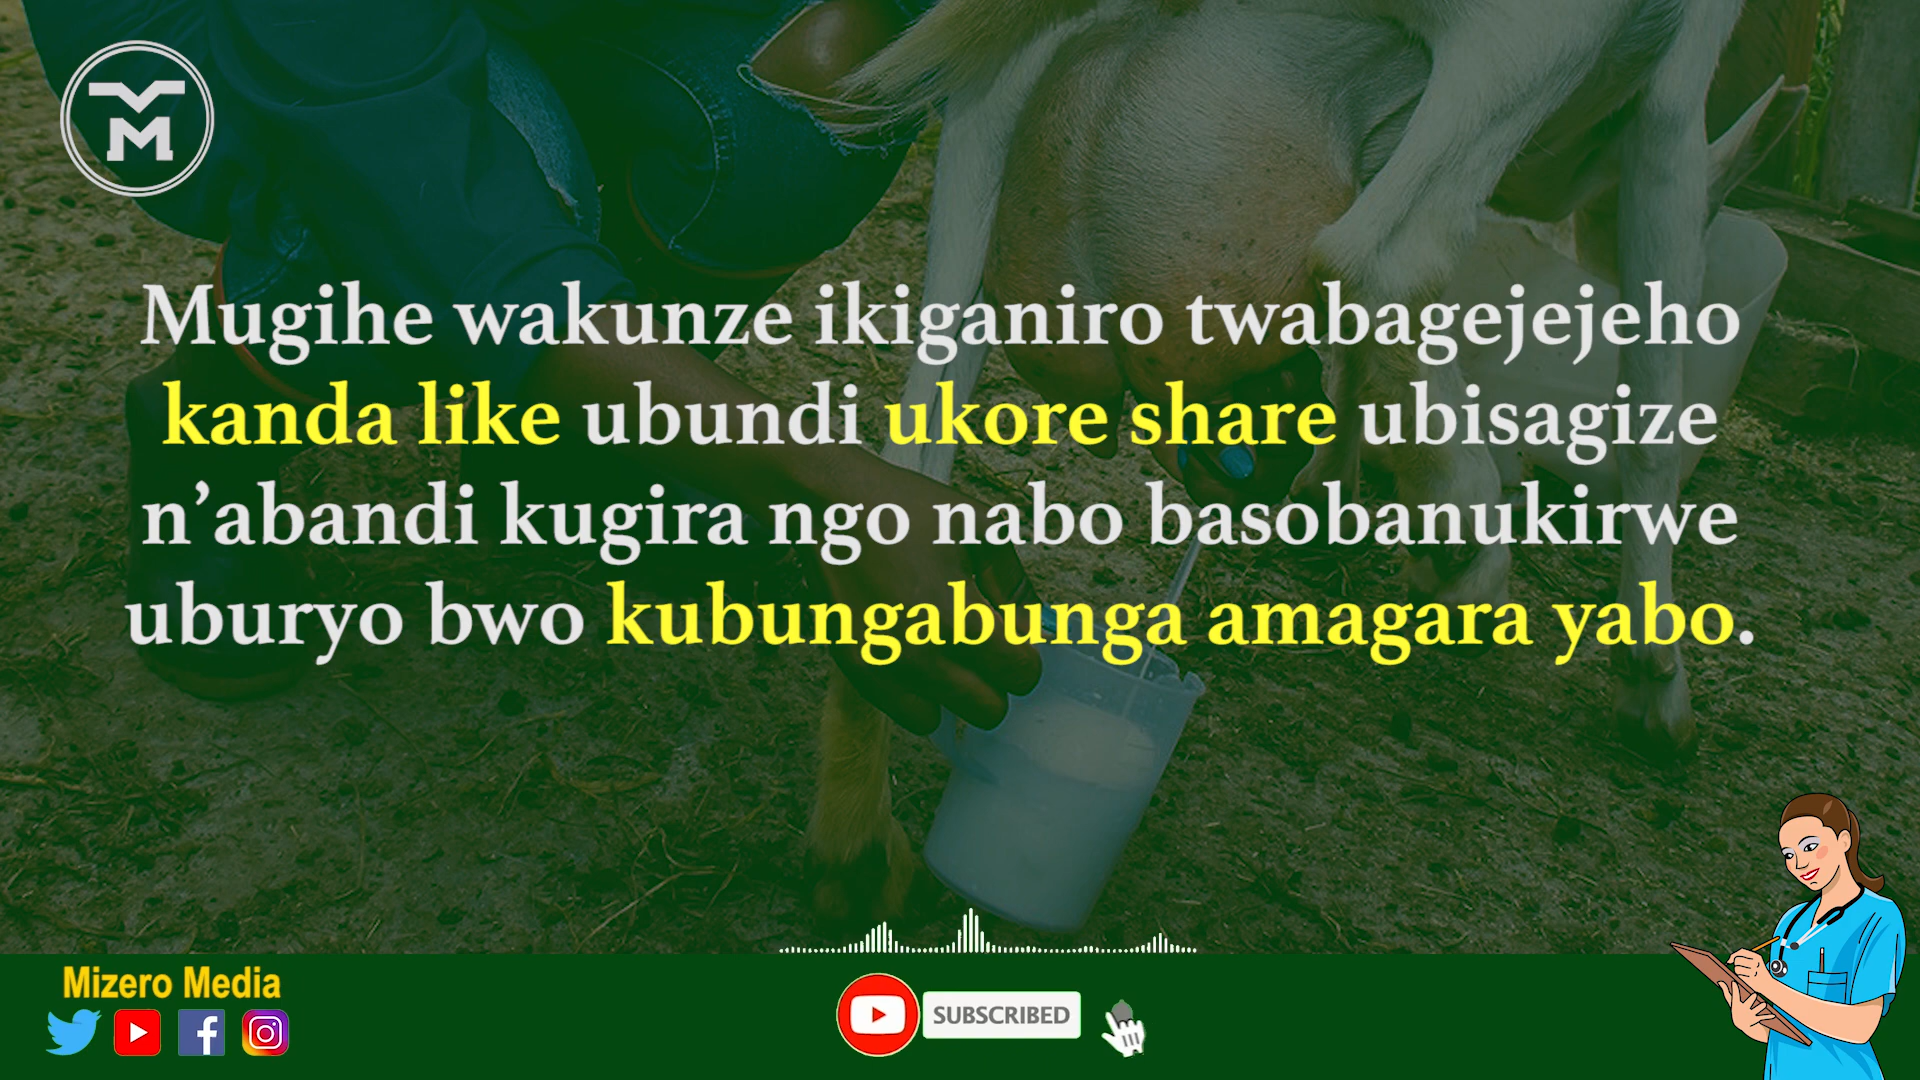 Mugihe wakunze ikiganiro twabagejejeho
kanda like ubundi ukore share ubisagize
n’abandi kugira ngo nabo basobanukirwe
uburyo bwo kubungabunga amagara yabo.
Mizero Media
SUBSCRIBED